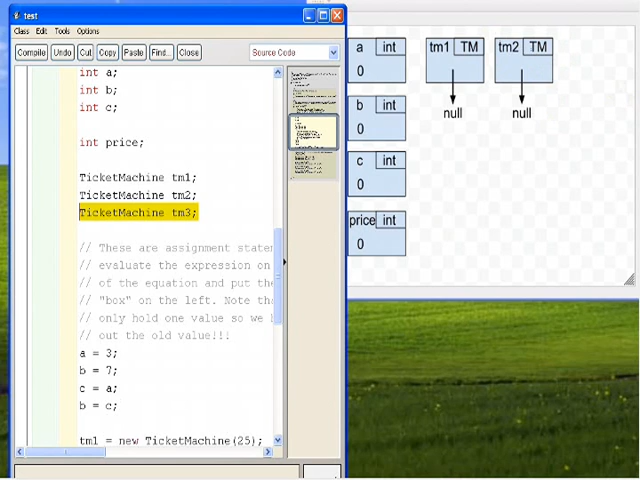 test
Class Edit Tools Options
Compile Undo Cut Copy Paste Find... Close Source Code
int a;
int b;
int c;
int price;
TicketMachine tm1;
TicketMachine tm2;
TicketMachine tm3;
// These are assignment state
// evaluate the expression on
// of the equation and put the
// "box" on the left. Note tha
// only hold one value so we
// out the old value!!!
a = 3;
b = 7;
c = a;
b = c;
tm1 = new TicketMachine(25);
a int
0
b int
0
c int
0
price int
0
tm1 TM
null
tm2 TM
null